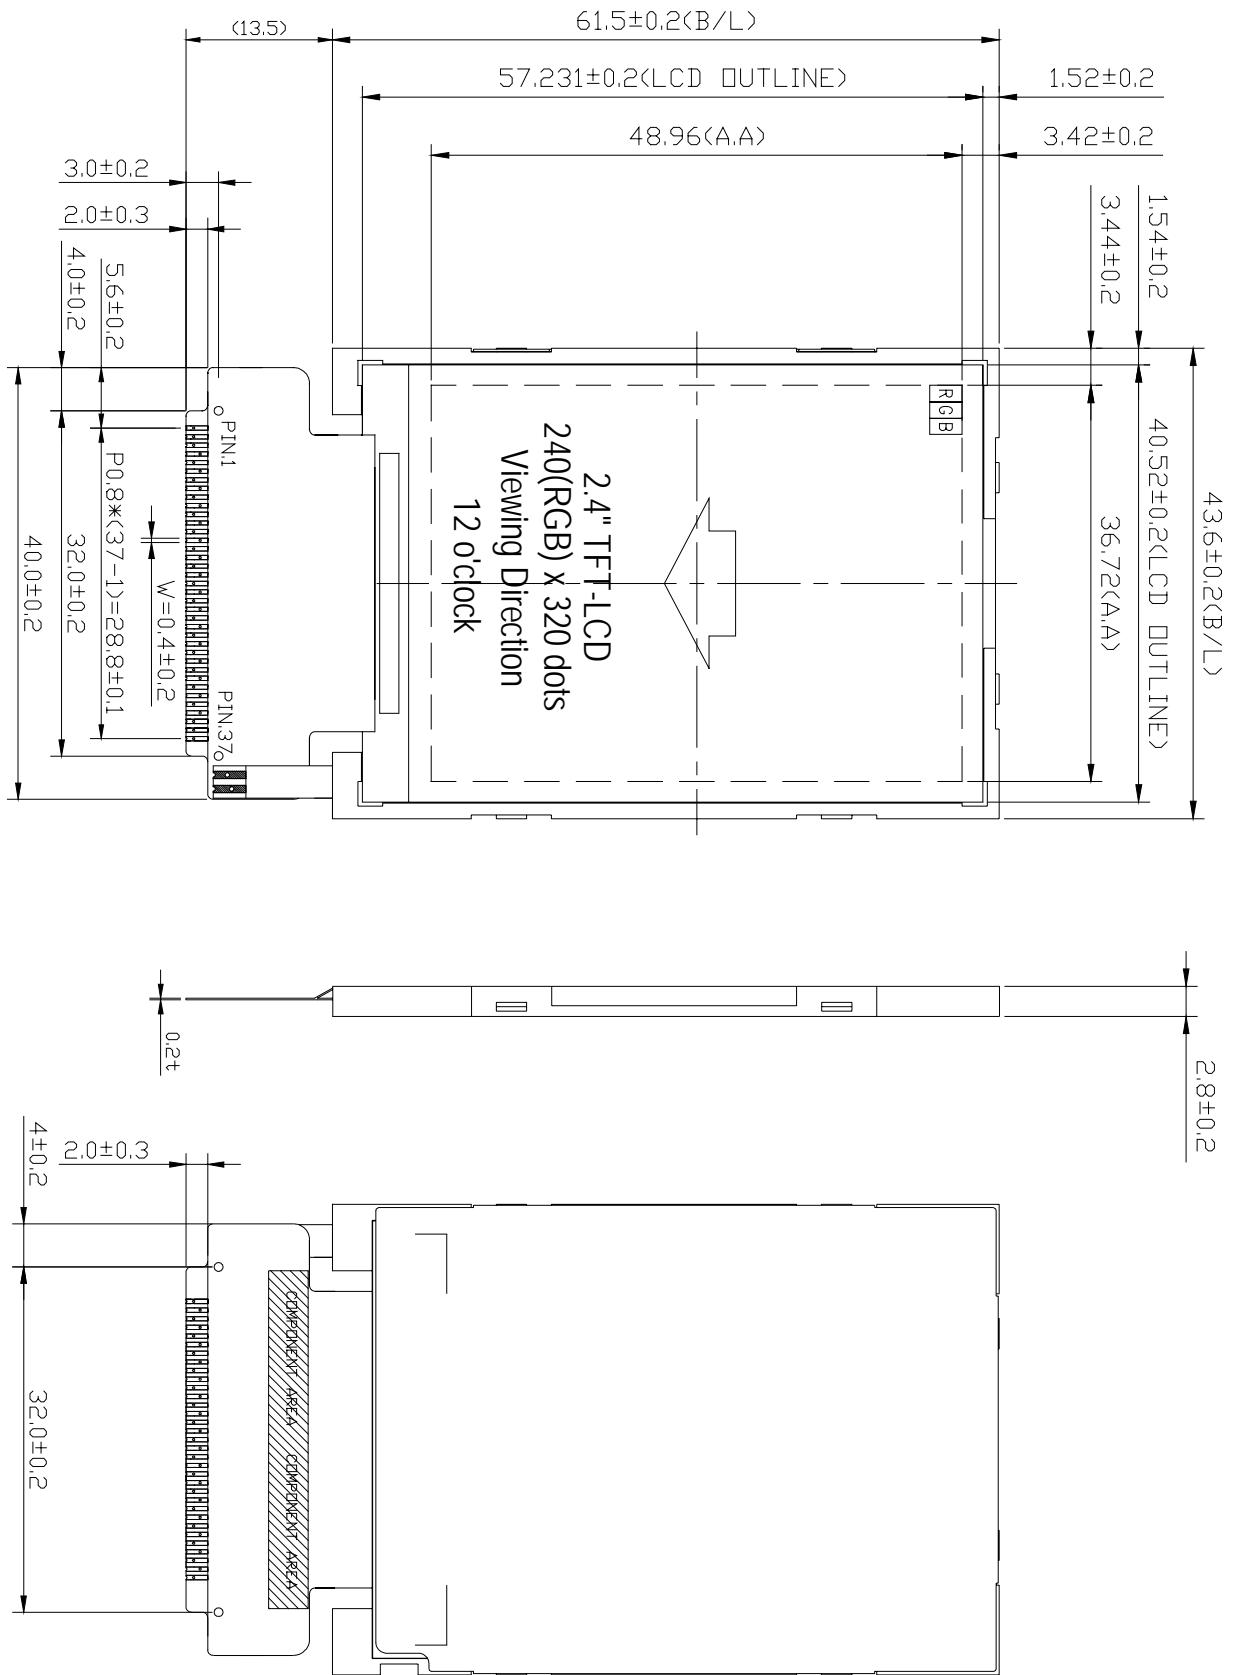 (13.5)
61.5±0.2(B/L)
57.231±0.2(LCD OUTLINE)
1.52±0.2
48.96(A.A)
3.42±0.2
3.0±0.2
2.0±0.3
4.0±0.2
5.6±0.2
3.44±0.2
1.54±0.2
43.6±0.2(B/L)
40.52±0.2(LCD OUTLINE)
36.72(A.A)
R G B
2.4" TFT-LCD
240(RGB) x 320 dots
Viewing Direction
12 o'clock
PIN.1
PIN.37
W=0.4±0.2
P0.8*(37-1)=28.8±0.1
32.0±0.2
40.0±0.2
0.2t
2.8±0.2
4±0.2
2.0±0.3
COMPONENT AREA
COMPONENT AREA
32.0±0.2